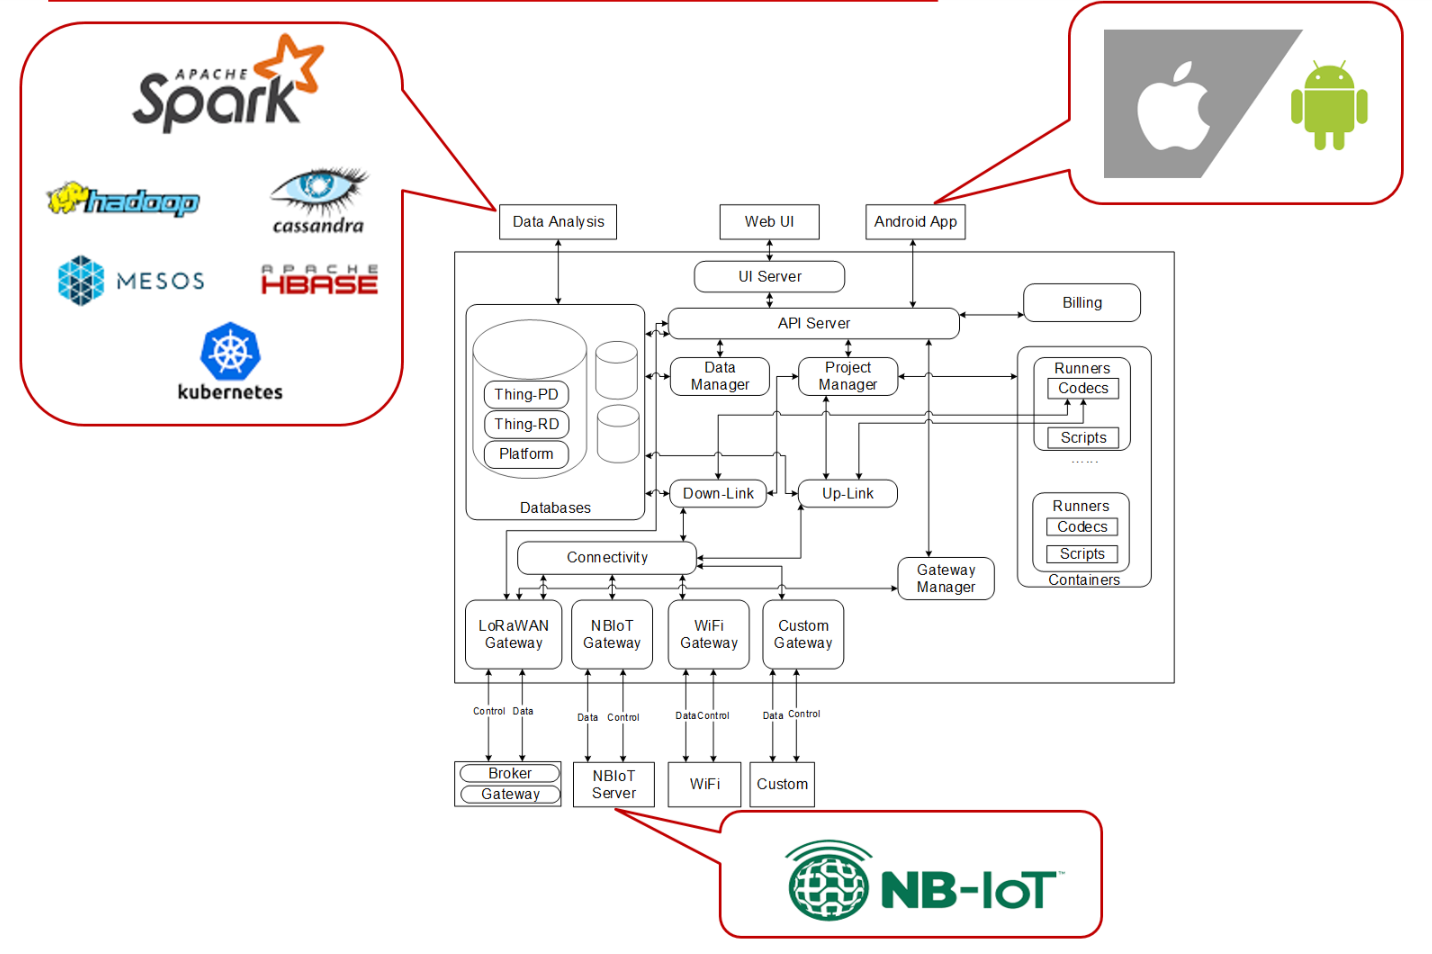 APACHE
Spark
hadoop
cassandra
MESOS
APACHE
HBASE
kubernetes
Data Analysis
Web UI
Android App
UI Server
API Server
Billing
Data
Manager
Project
Manager
Runners
Codecs
Scripts
......
Thing-PD
Thing-RD
Platform
Databases
Down-Link
Up-Link
Runners
Codecs
Scripts
Containers
Connectivity
Gateway
Manager
LoRaWAN
Gateway
NBIoT
Gateway
WiFi
Gateway
Custom
Gateway
Control Data
Data Control
Data Control
Data Control
Broker
Gateway
NBIoT
Server
WiFi
Custom
NB-IoT™